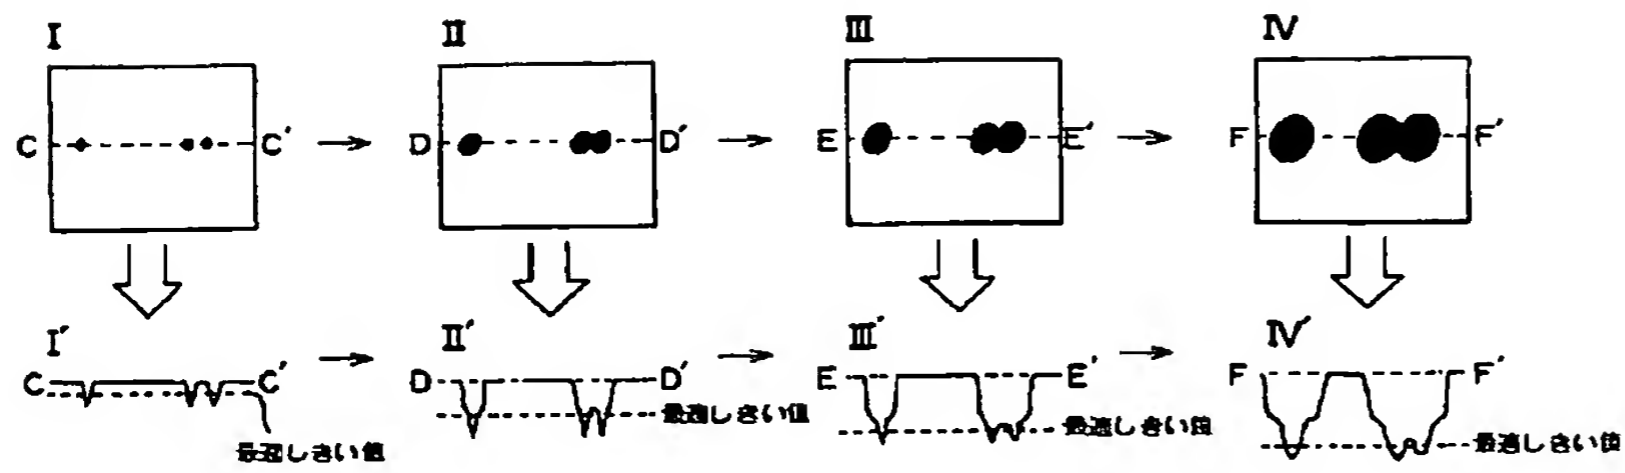 I
II
III
IV
C C′
D D′
E E′
F F′
I′
II′
III′
IV′
C C′
D D′
E E′
F F′
最適しきい値
最適しきい値
最適しきい値
最適しきい値